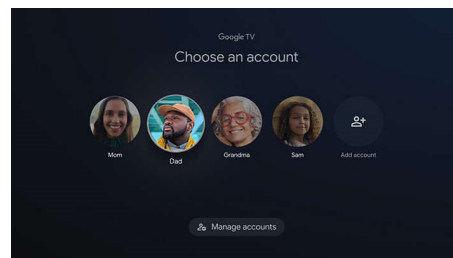 Google TV
Choose an account
Mom
Dad
Grandma
Sam
Add account
Manage accounts